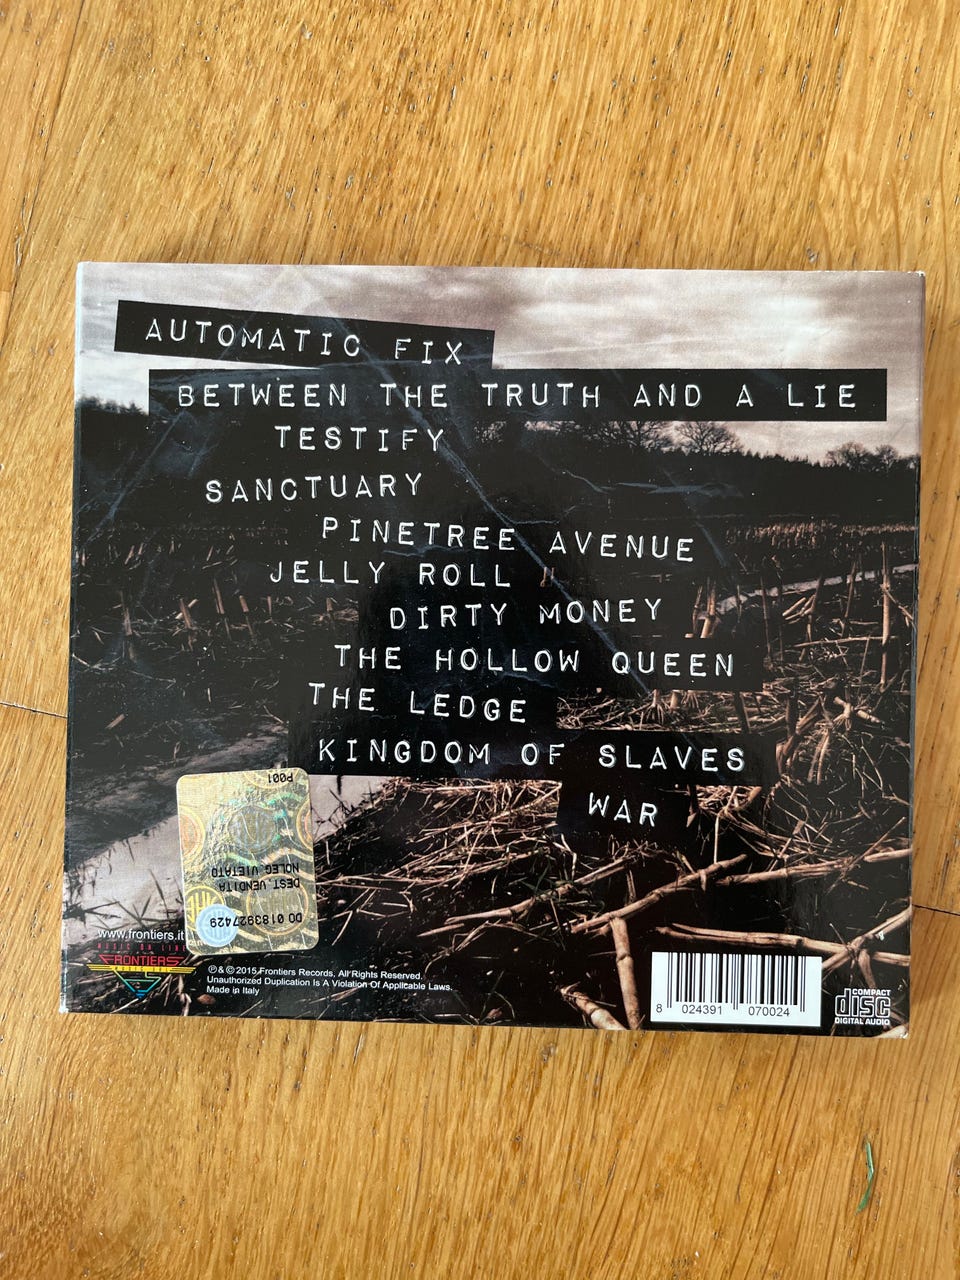 AUTOMATIC FIX
BETWEEN THE TRUTH AND A LIE
TESTIFY
SANCTUARY
PINETREE AVENUE
JELLY ROLL
DIRTY MONEY
THE HOLLOW QUEEN
THE LEDGE
KINGDOM OF SLAVES
WAR
P001
NOLEG VIETATO
DEST VENDITA
DO 0183927429
www.frontiers.it
FRONTIERS
℗ & © 2015 Frontiers Records, All Rights Reserved.
Unauthorized Duplication Is A Violation Of Applicable Laws.
Made in Italy
8 024391 070024
COMPACT
disc
DIGITAL AUDIO